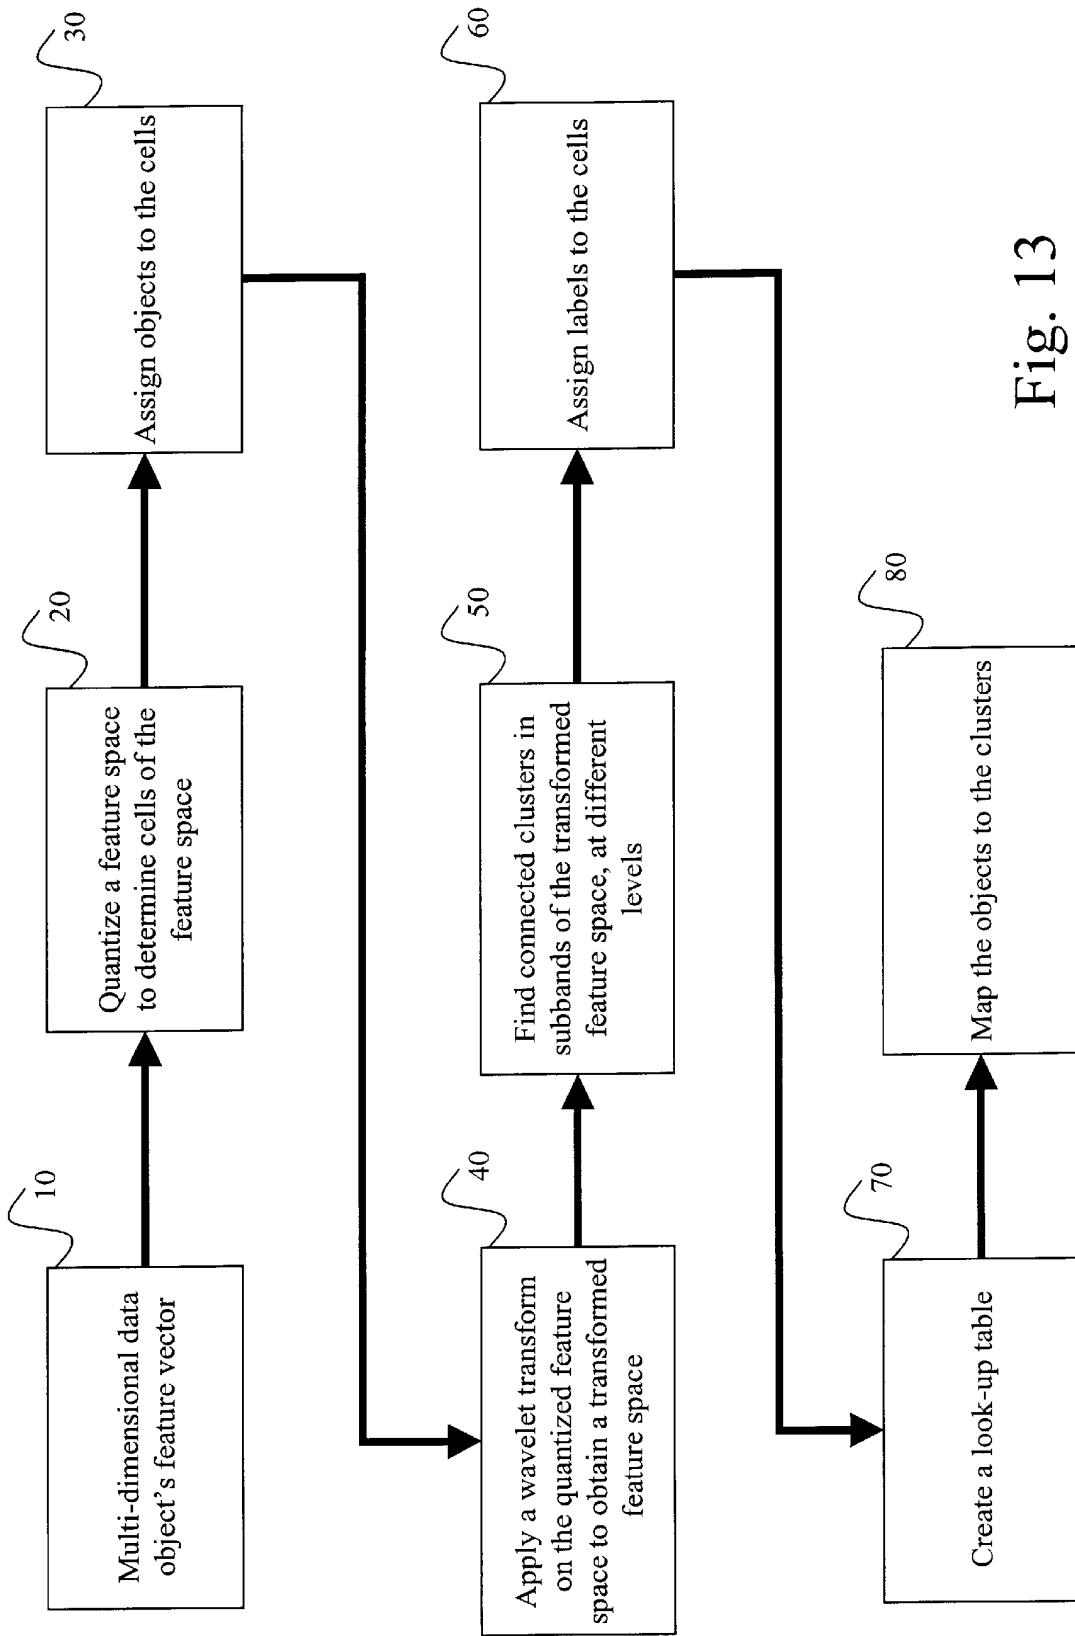 10
Multi-dimensional data
object's feature vector
20
Quantize a feature space
to determine cells of the
feature space
30
Assign objects to the cells
40
Apply a wavelet transform
on the quantized feature
space to obtain a transformed
feature space
50
Find connected clusters in
subbands of the transformed
feature space, at different
levels
60
Assign labels to the cells
70
Create a look-up table
80
Map the objects to the clusters
Fig. 13